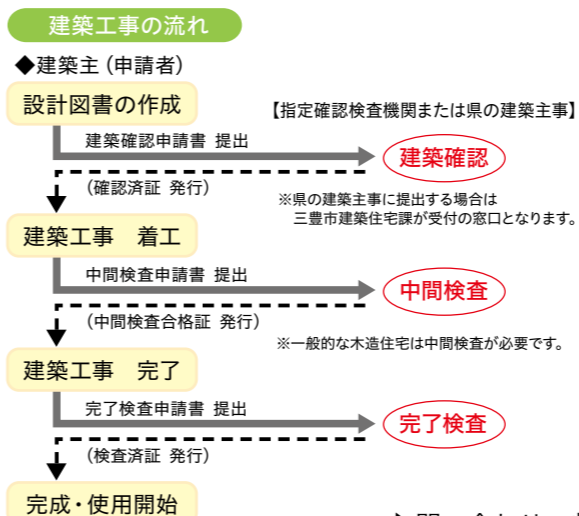 建築工事の流れ
◆建築主（申請者）
設計図書の作成
【指定確認検査機関または県の建築主事】
建築確認申請書 提出
建築確認
（確認済証 発行）
※県の建築主事に提出する場合は
三豊市建築住宅課が受付の窓口となります。
建築工事　着工
中間検査申請書 提出
中間検査
（中間検査合格証 発行）
※一般的な木造住宅は中間検査が必要です。
建築工事　完了
完了検査申請書 提出
完了検査
（検査済証 発行）
完成・使用開始